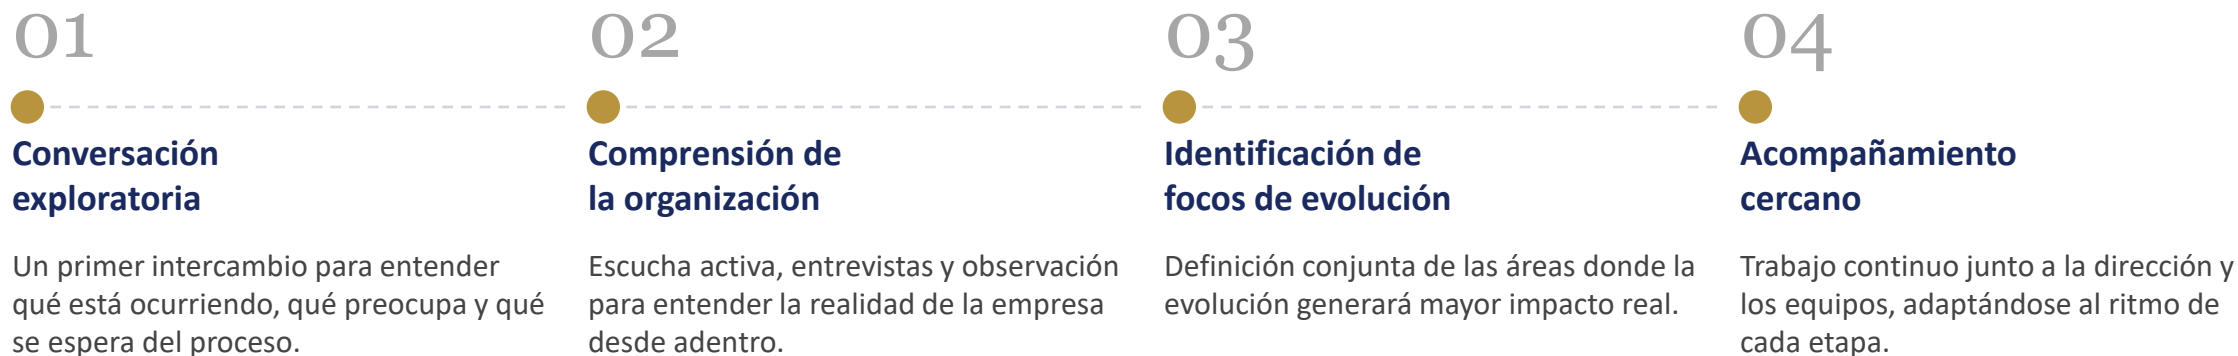 01
Conversación
exploratoria
Un primer intercambio para entender
qué está ocurriendo, qué preocupa y qué
se espera del proceso.
02
Comprensión de
la organización
Escucha activa, entrevistas y observación
para entender la realidad de la empresa
desde adentro.
03
Identificación de
focos de evolución
Definición conjunta de las áreas donde la
evolución generará mayor impacto real.
04
Acompañamiento
cercano
Trabajo continuo junto a la dirección y
los equipos, adaptándose al ritmo de
cada etapa.